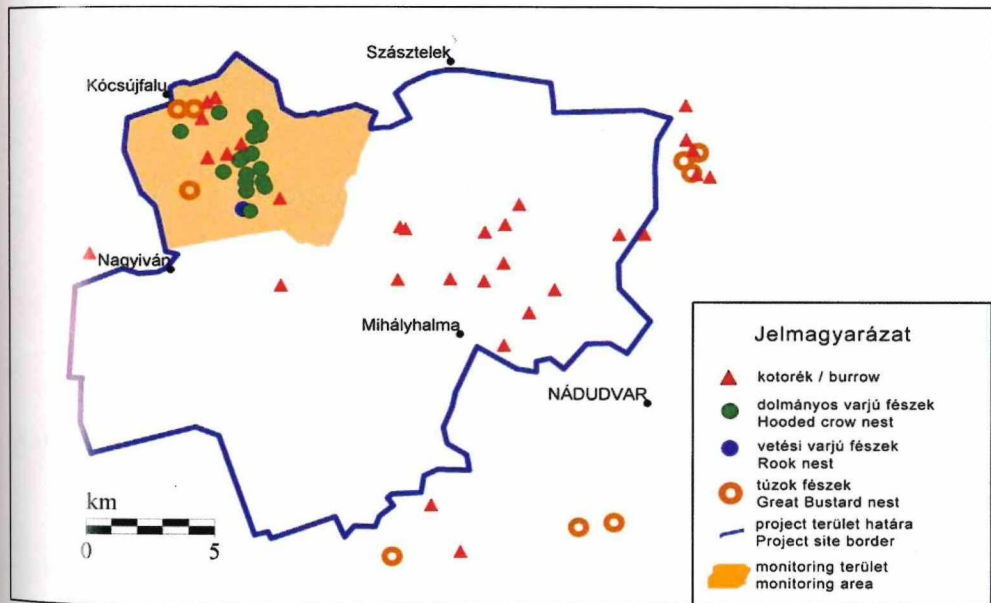 Szásztelek
Kócsújfalu
Nagyiván
Mihályhalma
NÁDUDVAR
km
0 5
Jelmagyarázat
kotorék / burrow
dolmányos varjú fészek
Hooded crow nest
vetési varjú fészek
Rook nest
túzok fészek
Great Bustard nest
project terület határa
Project site border
monitoring terület
monitoring area